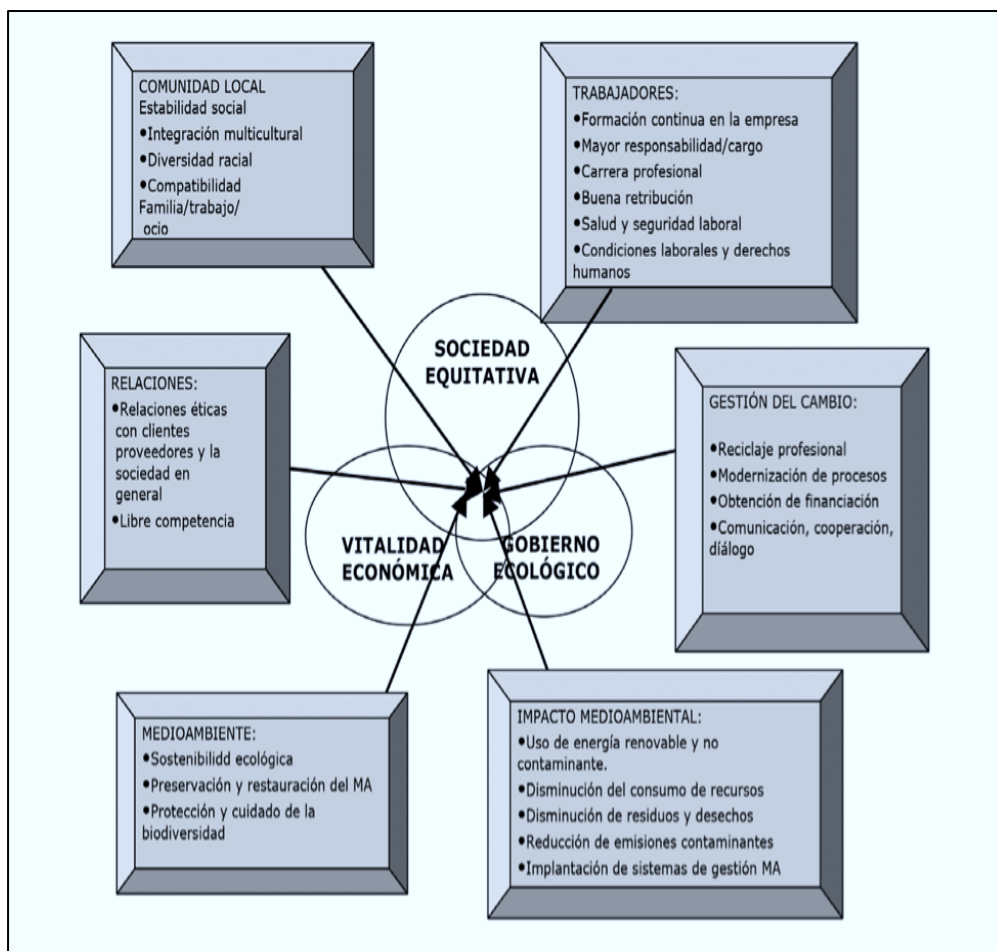 COMUNIDAD LOCAL
Estabilidad social
•Integración multicultural
•Diversidad racial
•Compatibilidad
Familia/trabajo/
ocio
TRABAJADORES:
•Formación continua en la empresa
•Mayor responsabilidad/cargo
•Carrera profesional
•Buena retribución
•Salud y seguridad laboral
•Condiciones laborales y derechos
humanos
RELACIONES:
•Relaciones éticas
con clientes
proveedores y la
sociedad en
general
•Libre competencia
SOCIEDAD
EQUITATIVA
VITALIDAD
ECONÓMICA
GOBIERNO
ECOLÓGICO
GESTIÓN DEL CAMBIO:
•Reciclaje profesional
•Modernización de procesos
•Obtención de financiación
•Comunicación, cooperación,
díálogo
MEDIOAMBIENTE:
•Sostenibilidd ecológica
•Preservación y restauración del MA
•Protección y cuidado de la
biodiversidad
IMPACTO MEDIOAMBIENTAL:
•Uso de energía renovable y no
contaminante.
•Disminución del consumo de recursos
•Disminución de residuos y desechos
•Reducción de emisiones contaminantes
•Implantación de sistemas de gestión MA